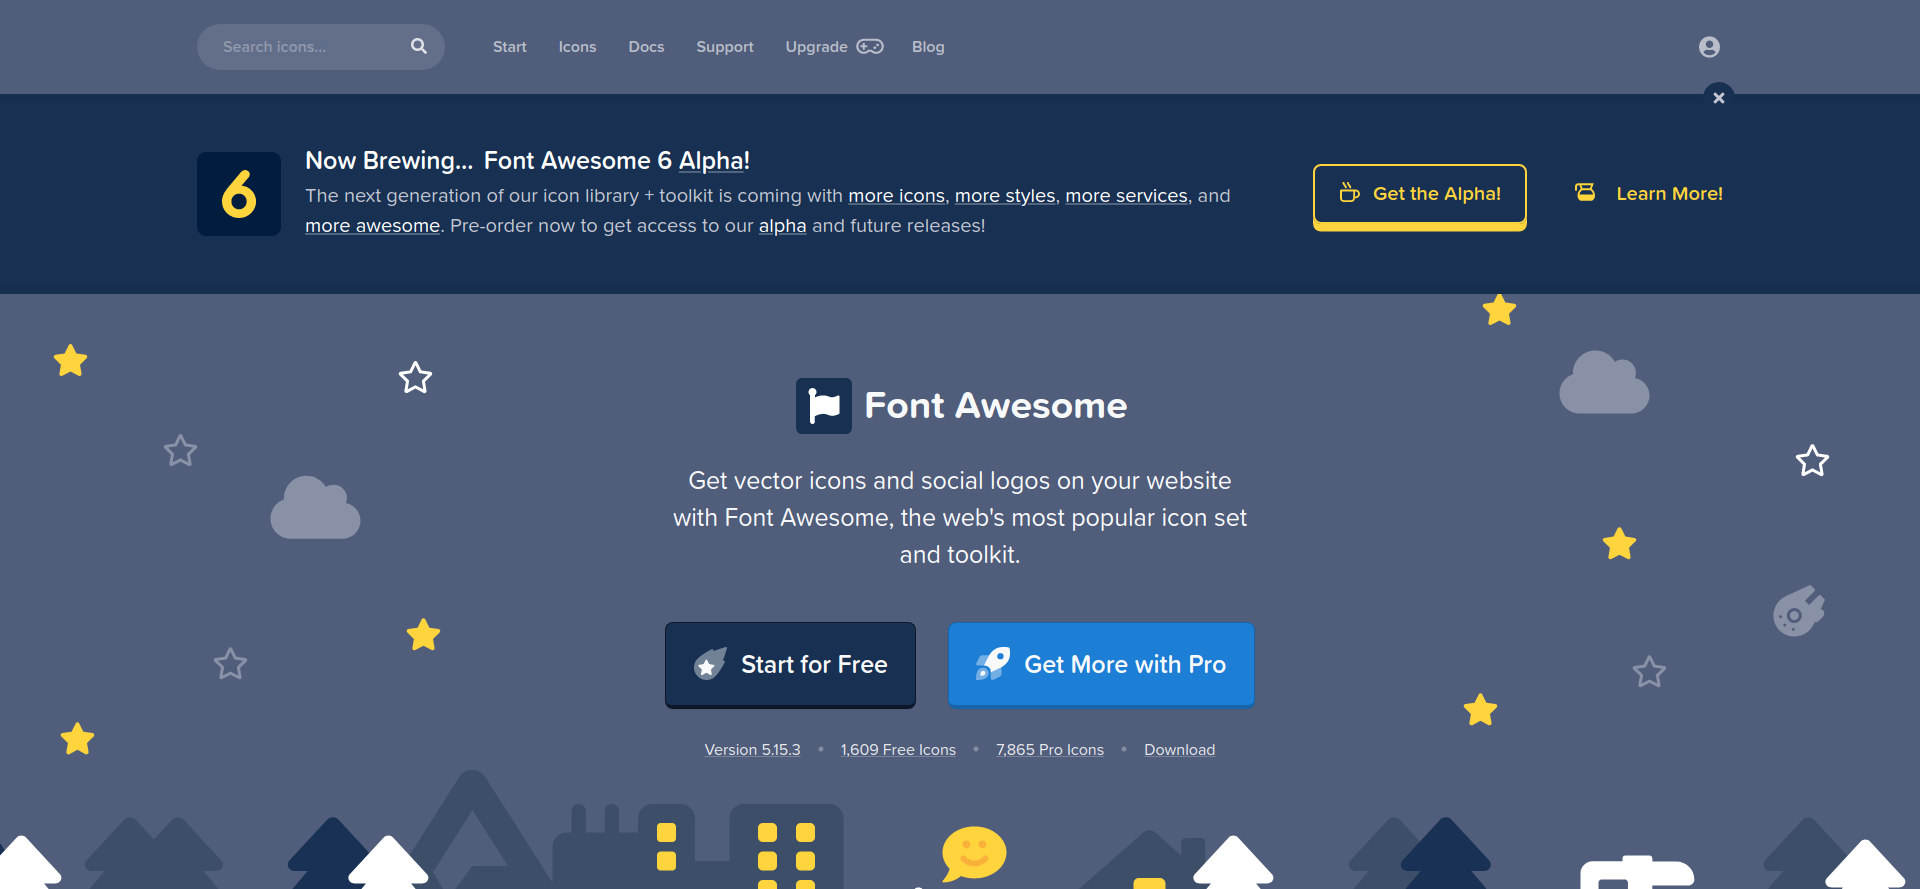 Search icons...
Start
Icons
Docs
Support
Upgrade
Blog
6
Now Brewing... Font Awesome 6 Alpha!
The next generation of our icon library + toolkit is coming with more icons, more styles, more services, and
more awesome. Pre-order now to get access to our alpha and future releases!
Get the Alpha!
Learn More!
Font Awesome
Get vector icons and social logos on your website
with Font Awesome, the web's most popular icon set
and toolkit.
Start for Free
Get More with Pro
Version 5.15.3
1,609 Free Icons
7,865 Pro Icons
Download